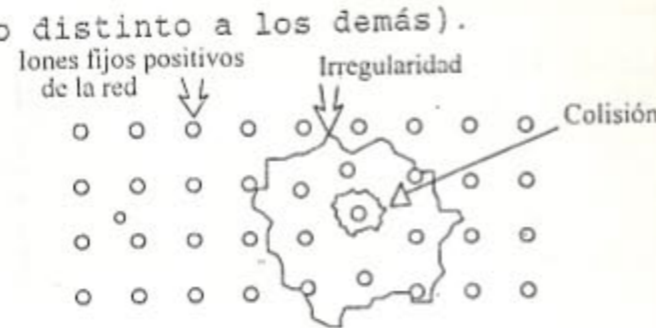 o distinto a los demás).
Iones fijos positivos
de la red
Irregularidad
Colisión